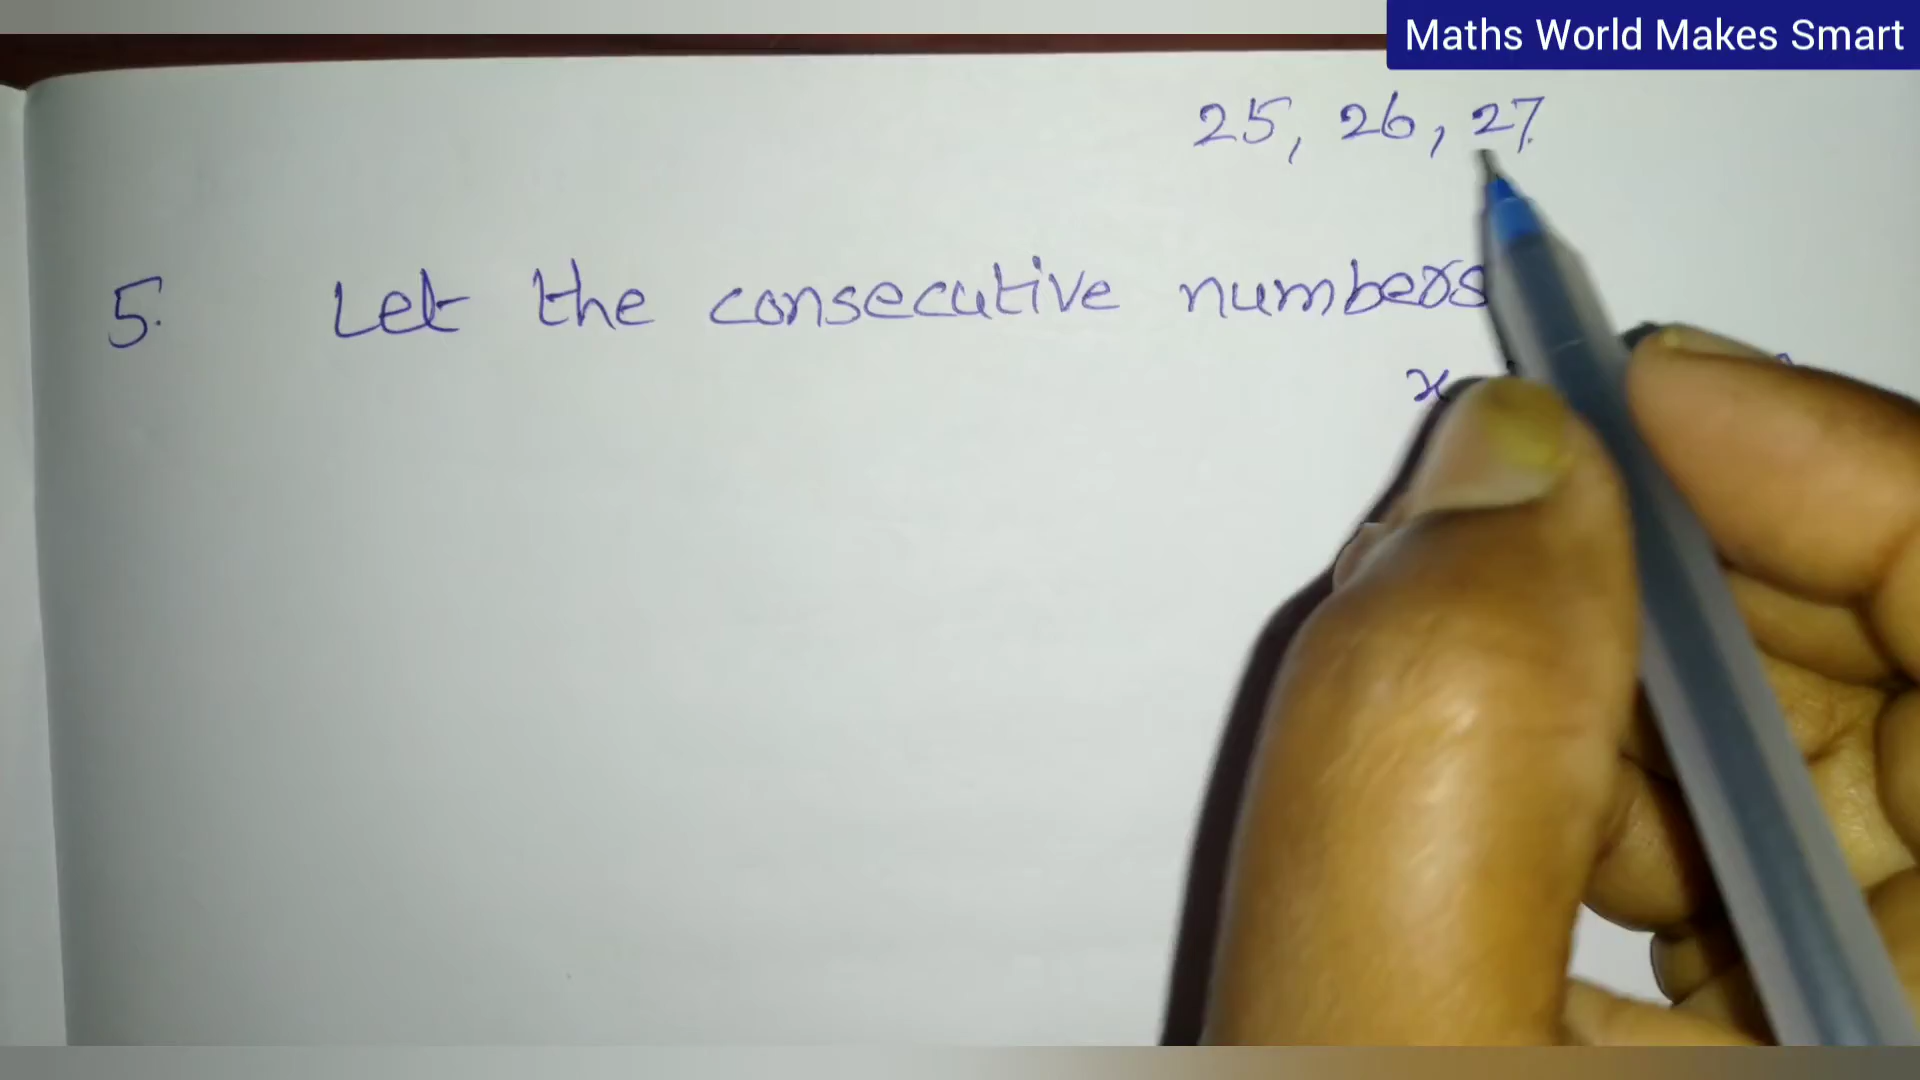 Maths World Makes Smart
25, 26, 27
5. Let the consecutive numbers
x